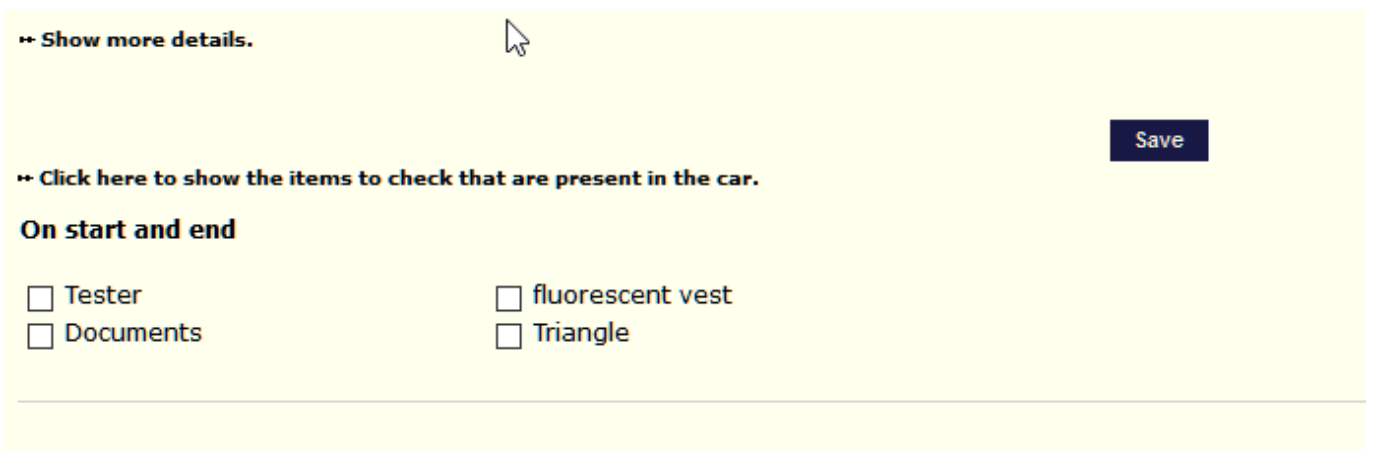 Show more details.
Save
Click here to show the items to check that are present in the car.
On start and end
Tester
fluorescent vest
Documents
Triangle